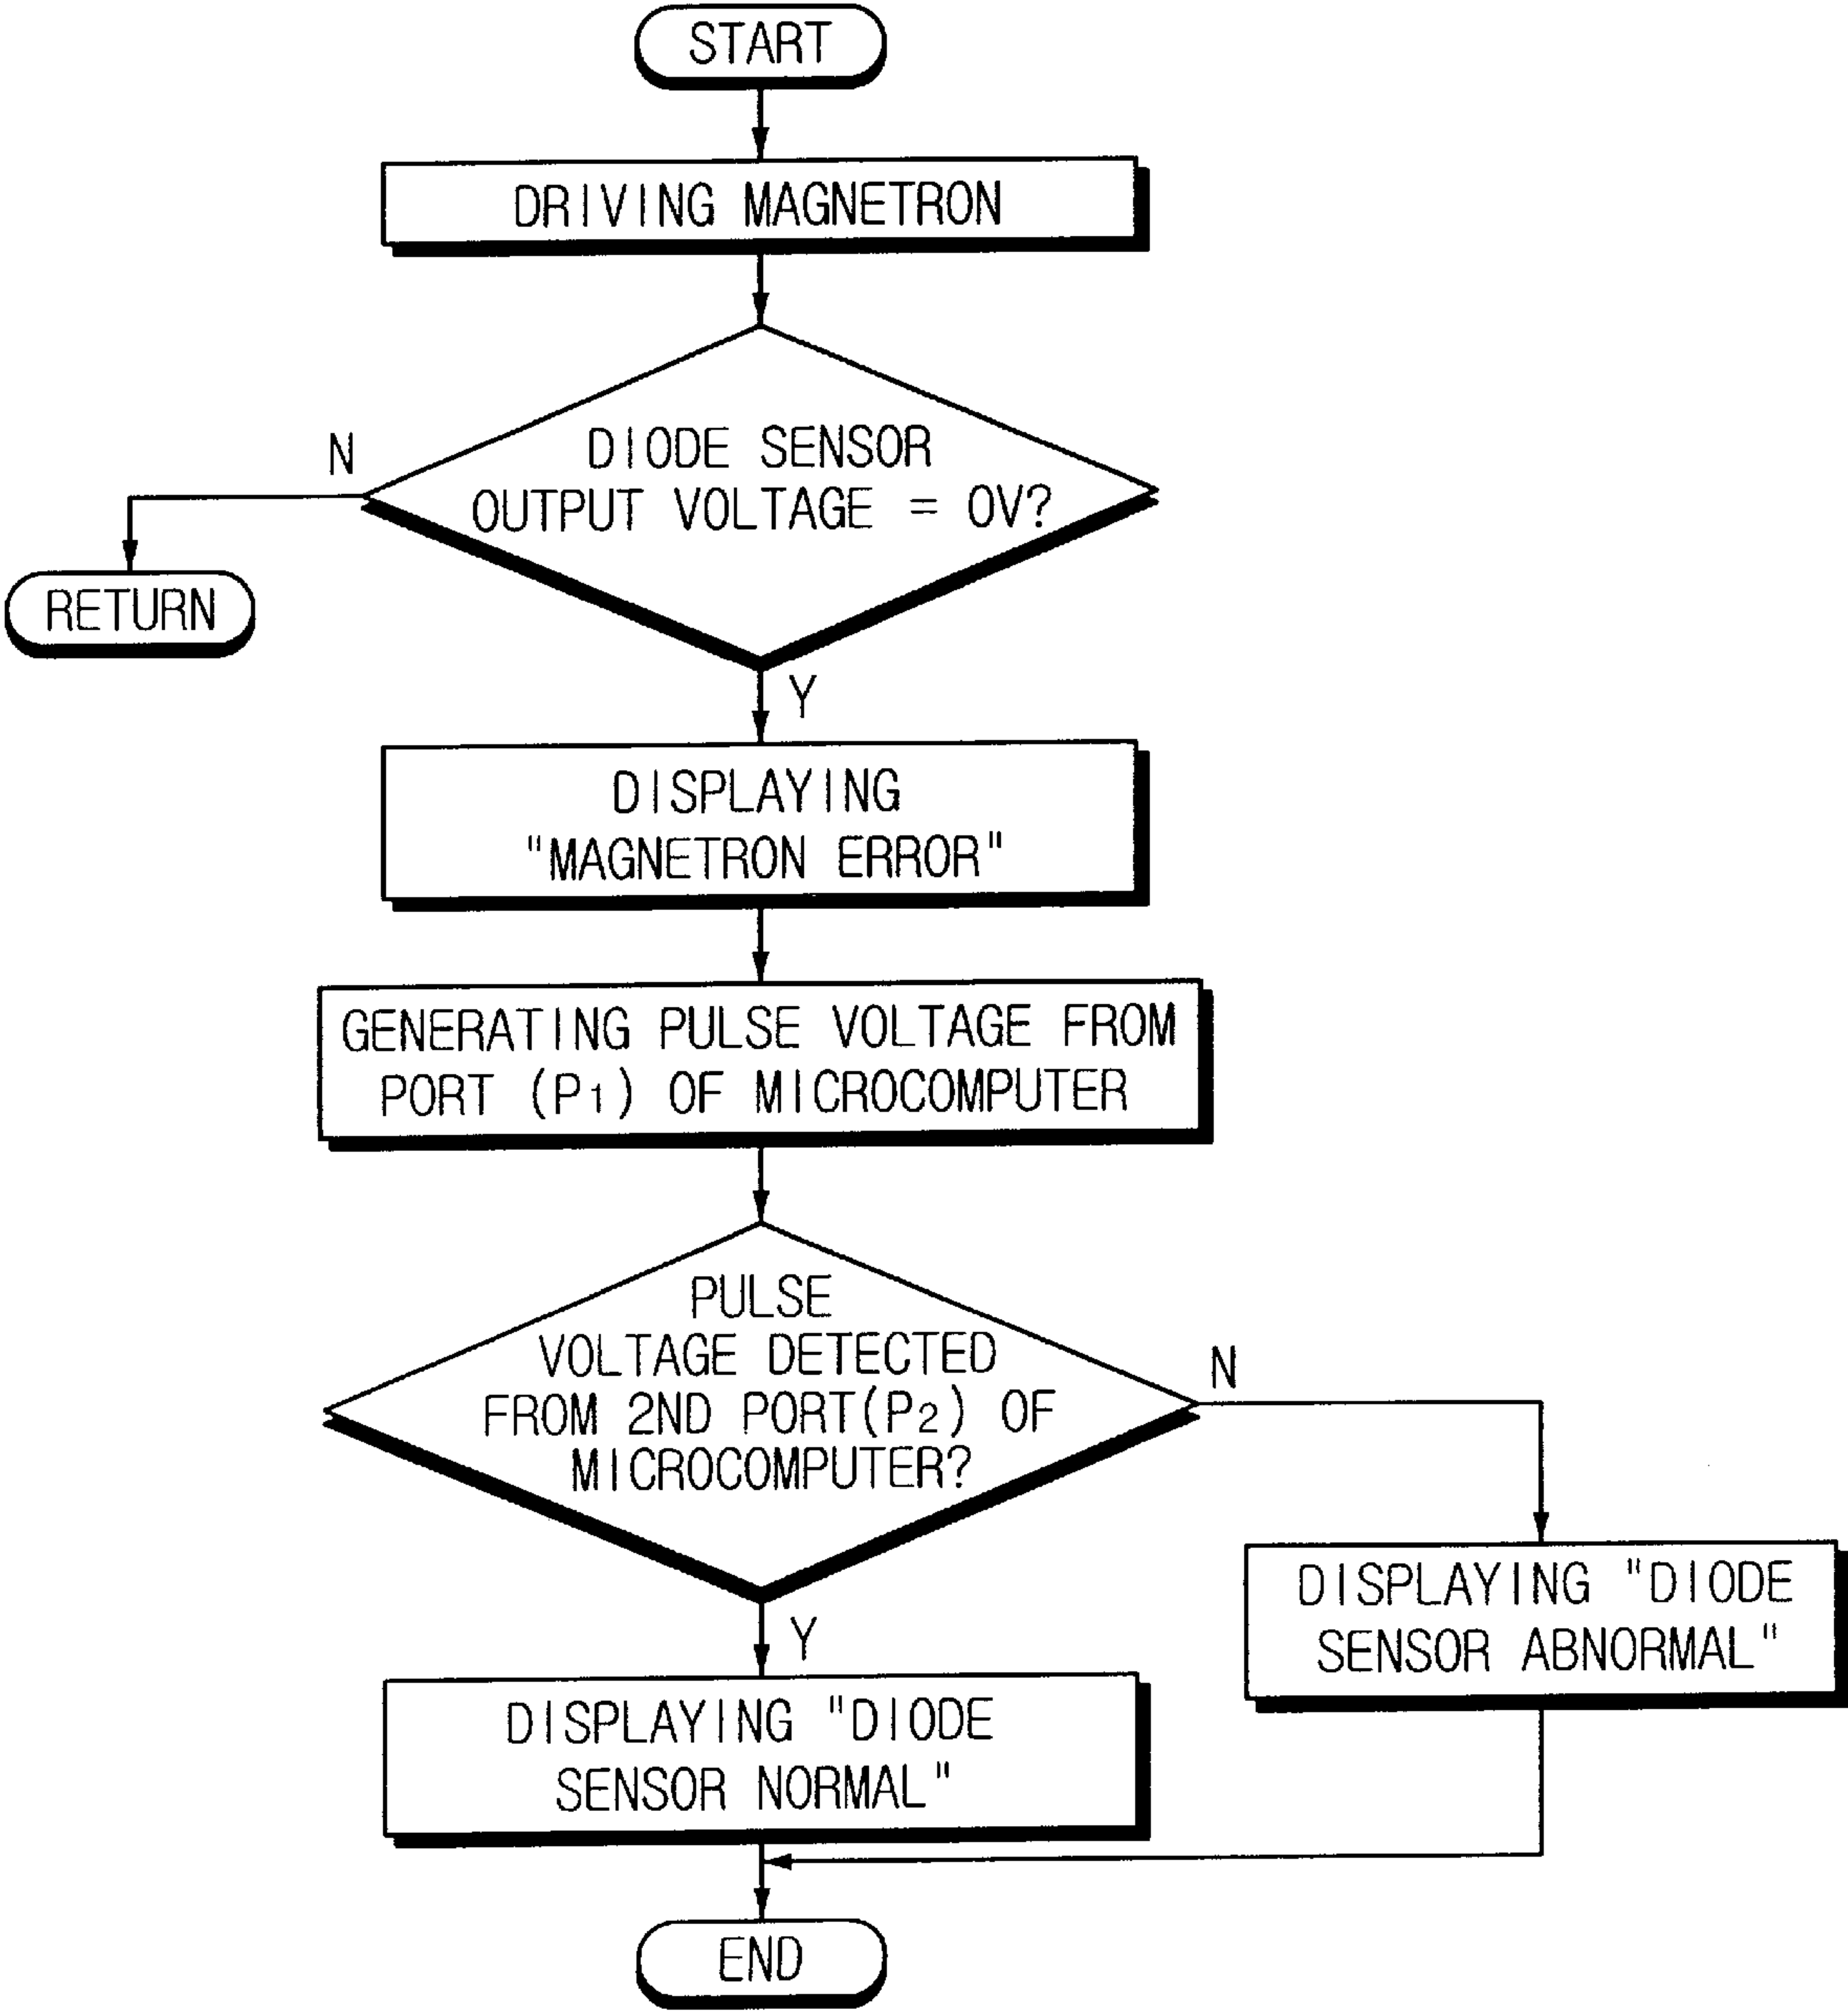 START
DRIVING MAGNETRON
DIODE SENSOR
OUTPUT VOLTAGE = 0V?
N
RETURN
Y
DISPLAYING
"MAGNETRON ERROR"
GENERATING PULSE VOLTAGE FROM
PORT (P1) OF MICROCOMPUTER
PULSE
VOLTAGE DETECTED
FROM 2ND PORT(P2) OF
MICROCOMPUTER?
N
DISPLAYING "DIODE
SENSOR ABNORMAL"
Y
DISPLAYING "DIODE
SENSOR NORMAL"
END